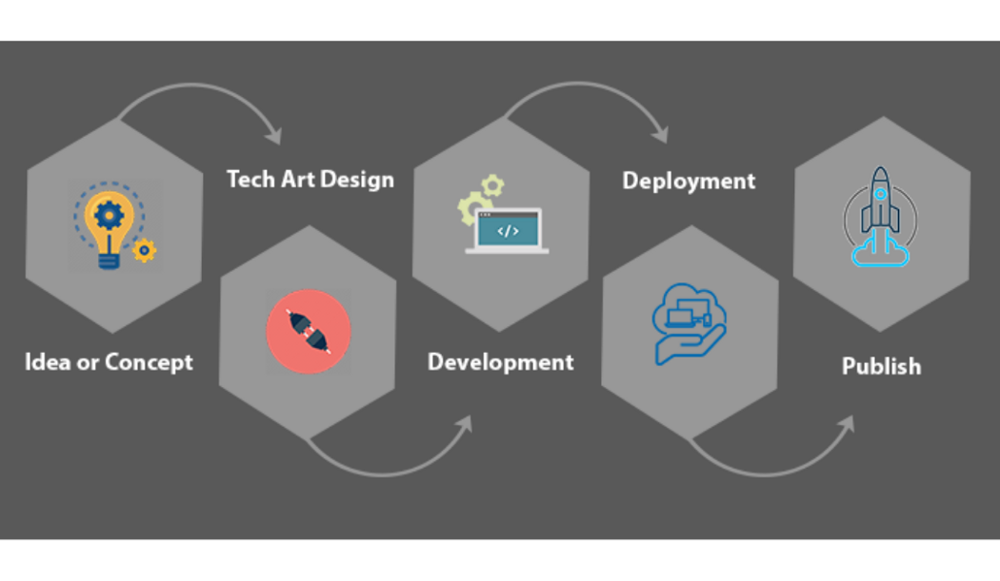 Idea or Concept
Tech Art Design
</>
Development
Deployment
Publish